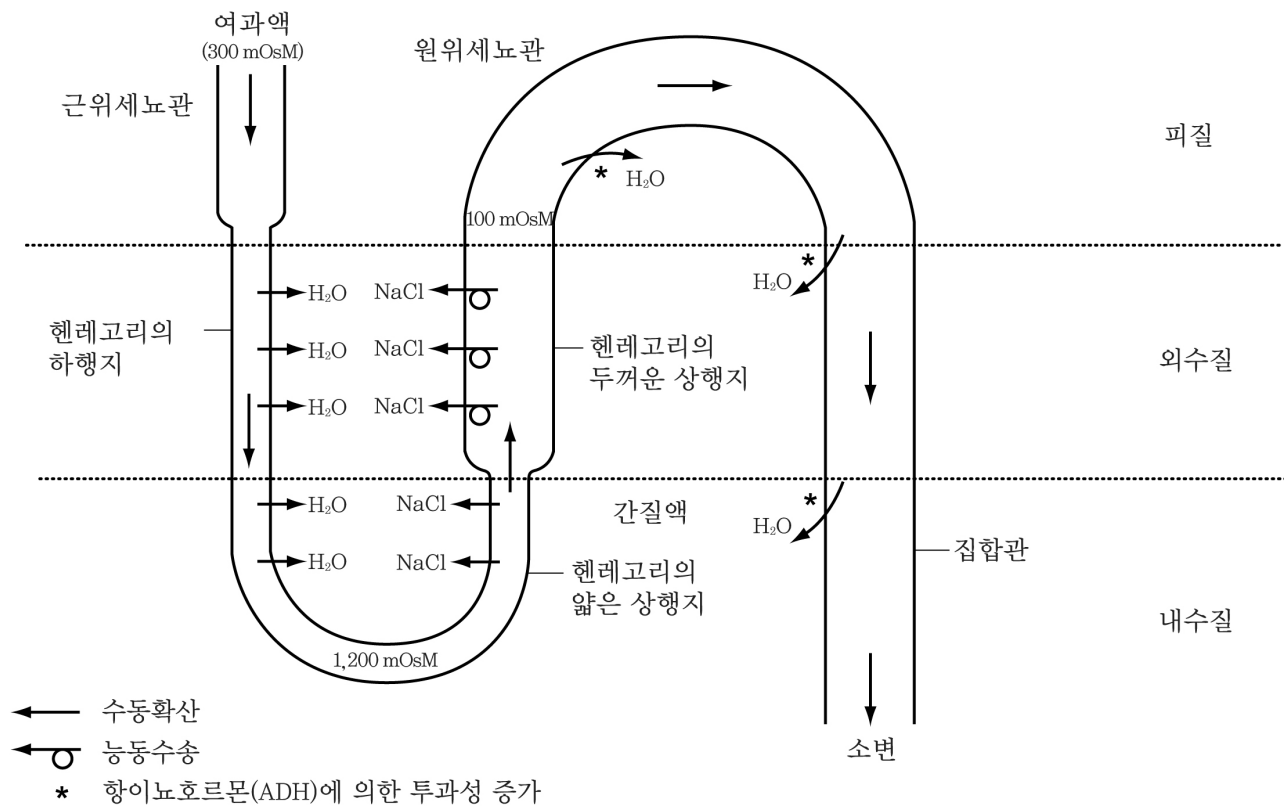 여과액
(300 mOsM)
원위세뇨관
근위세뇨관
피질
* H₂O
100 mOsM
*
H₂O NaCl H₂O
헨레고리의
하행지
H₂O NaCl
헨레고리의
두꺼운 상행지
외수질
H₂O NaCl
H₂O NaCl 간질액 *
H₂O
H₂O NaCl
헨레고리의
얇은 상행지
집합관
내수질
1,200 mOsM
수동확산
능동수송
소변
* 항이뇨호르몬(ADH)에 의한 투과성 증가